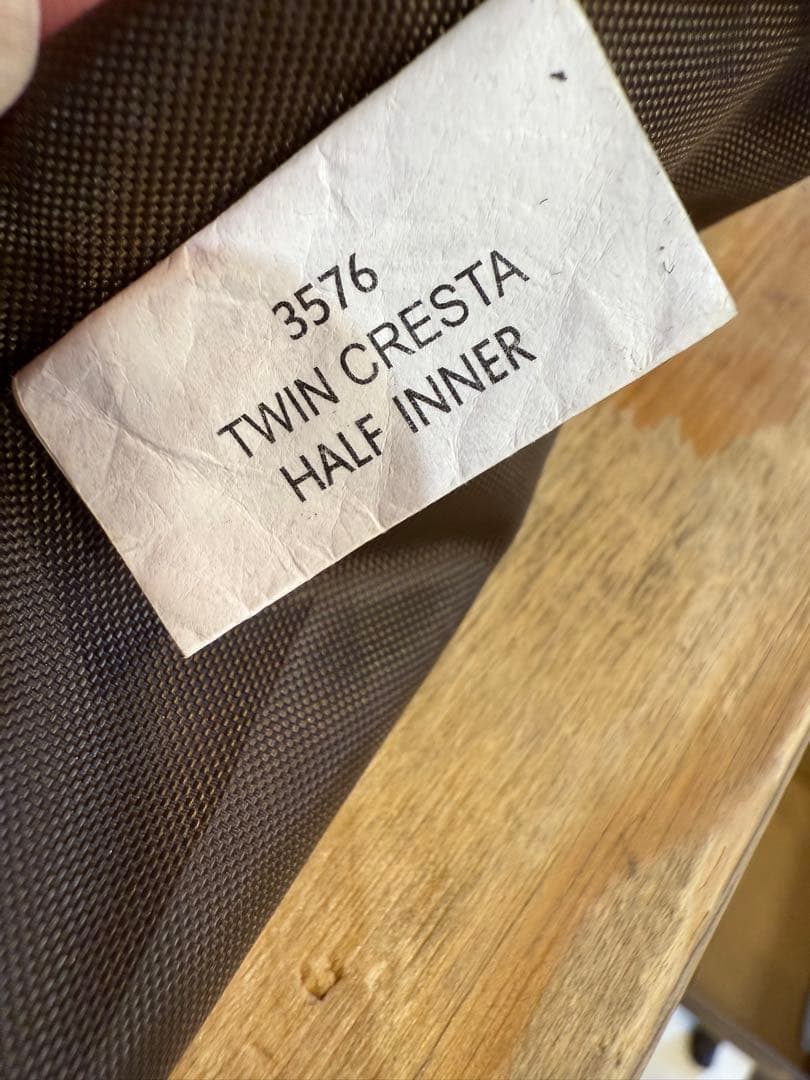 3576
TWIN CRESTA
HALF INNER